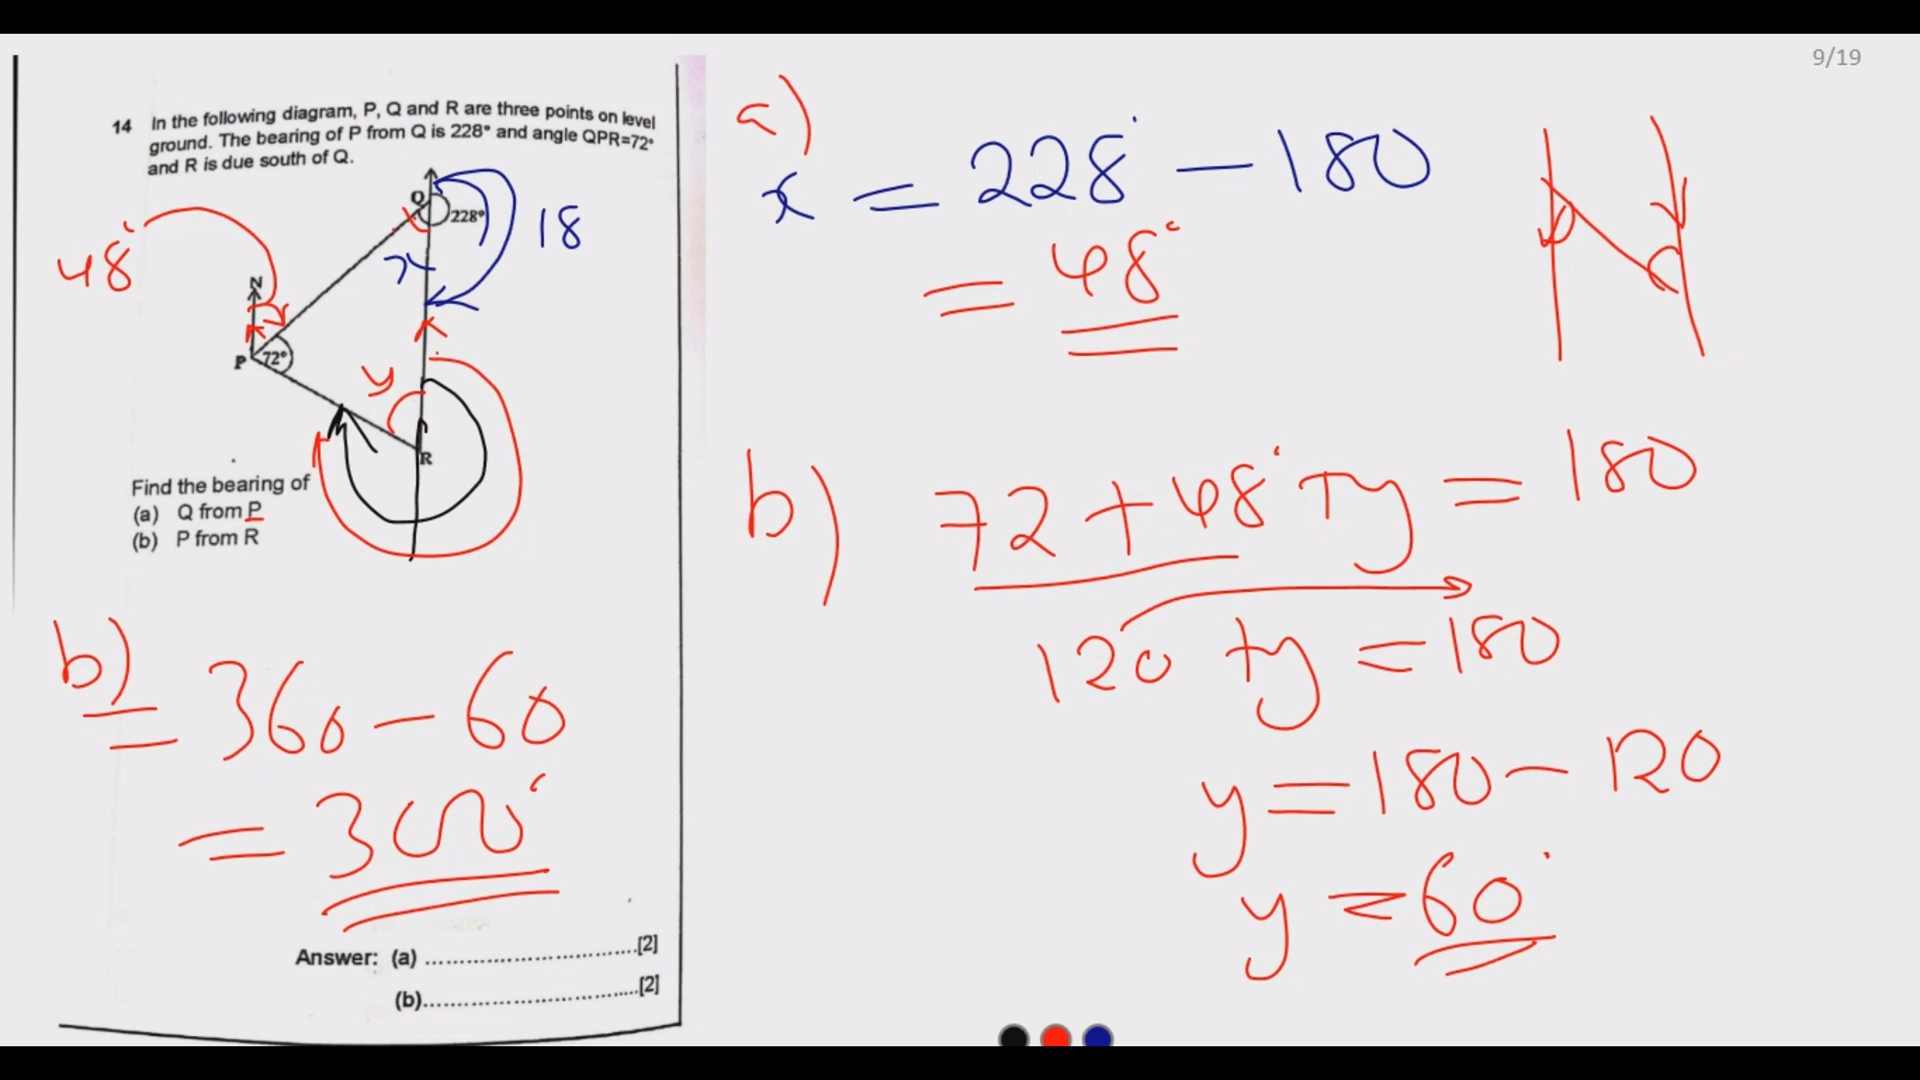 9/19
14 In the following diagram, P, Q and R are three points on level
ground. The bearing of P from Q is 228° and angle QPR=72°
and R is due south of Q.
Q
228°
18
x
48°
N
P
72°
y
R
Find the bearing of
(a) Q from P
(b) P from R
b)
= 360 - 60
= 300°
Answer: (a) ................................[2]
(b)................................[2]
a)
x = 228° - 180
= 48°
b) 72 + 48° + y = 180
120 + y = 180
y = 180 - 120
y = 60°